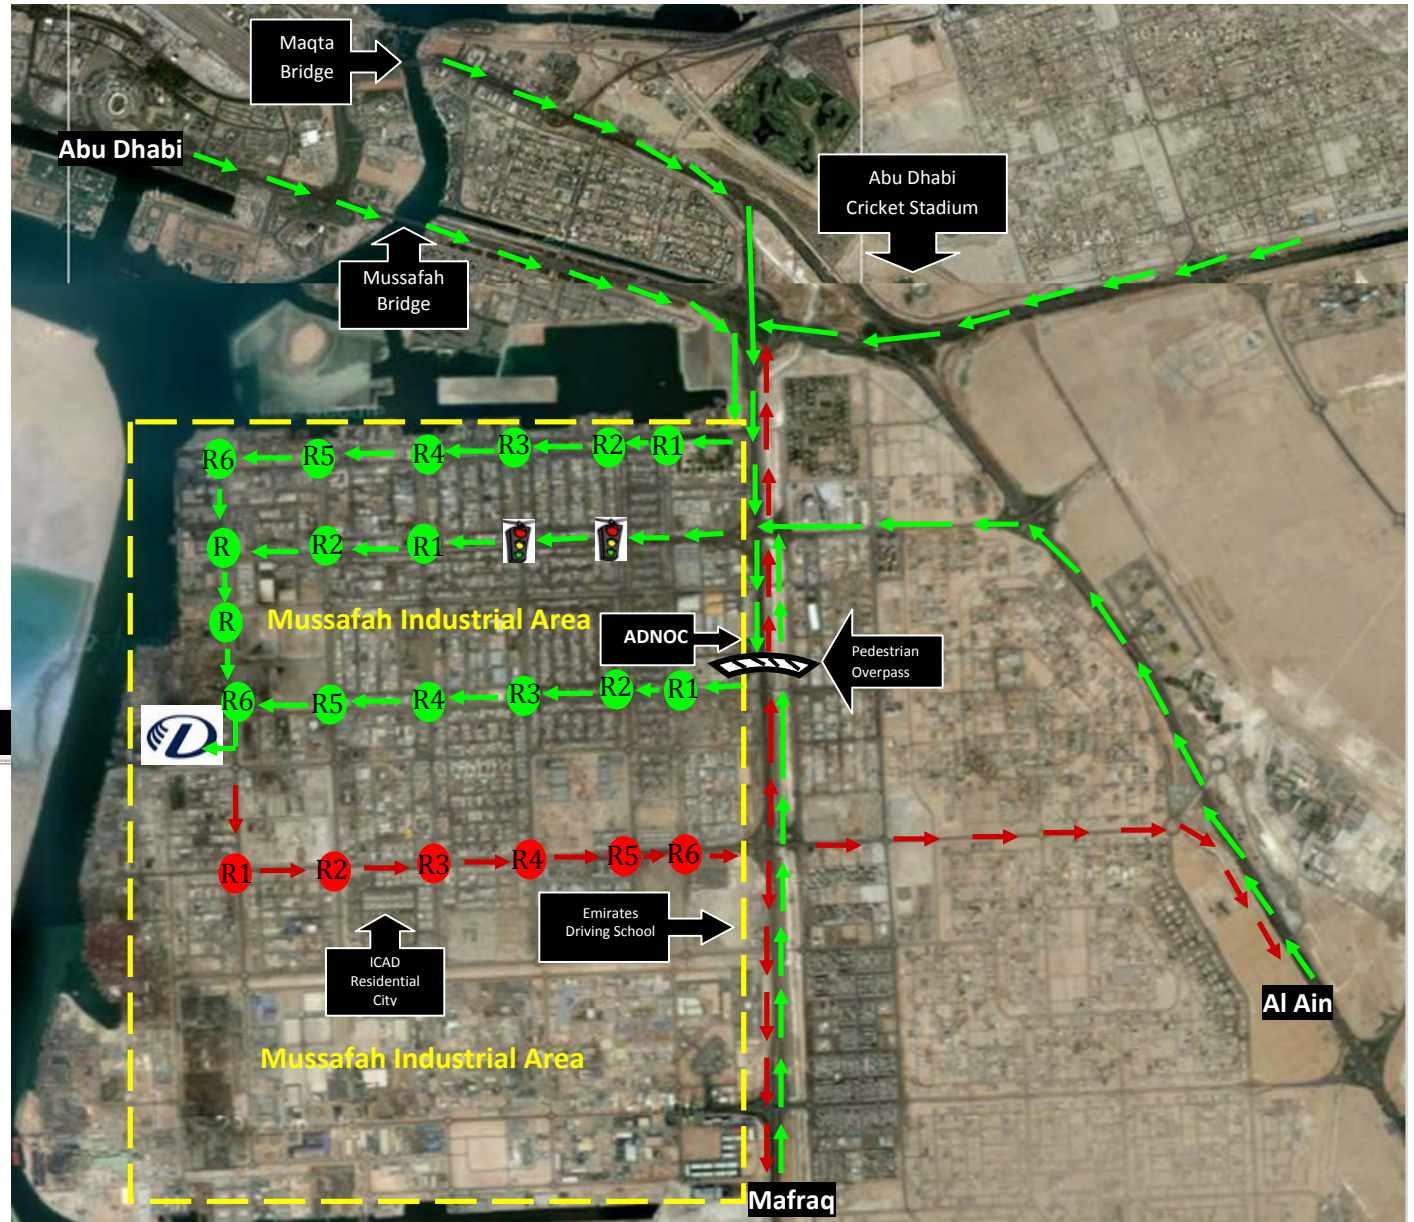 Maqta
Bridge
Abu Dhabi
Abu Dhabi
Cricket Stadium
Mussafah
Bridge
R6 R5 R4 R3 R2 R1
R R2 R1
R
Mussafah Industrial Area
ADNOC
Pedestrian
Overpass
R6 R5 R4 R3 R2 R1
D
R1 R2 R3 R4 R5 R6
Emirates
Driving School
ICAD
Residential
City
Al Ain
Mussafah Industrial Area
Mafraq